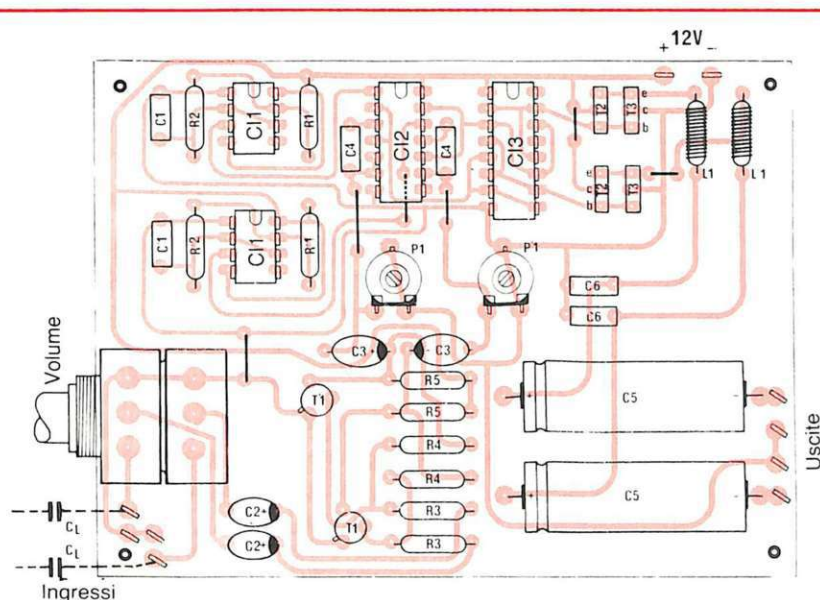 + 12V -
C1
R2
CI1
R1
C4
CI2
C4
CI3
e
c
b
T2
T3
e
c
b
T2
T3
L1
L1
C1
R2
CI1
R1
P1
P1
C6
C6
Volume
C3+
-C3
R5
T1
R5
C5
R4
Uscite
R4
C2+
R3
C5
T1
C2+
R3
CL
CL
Ingressi